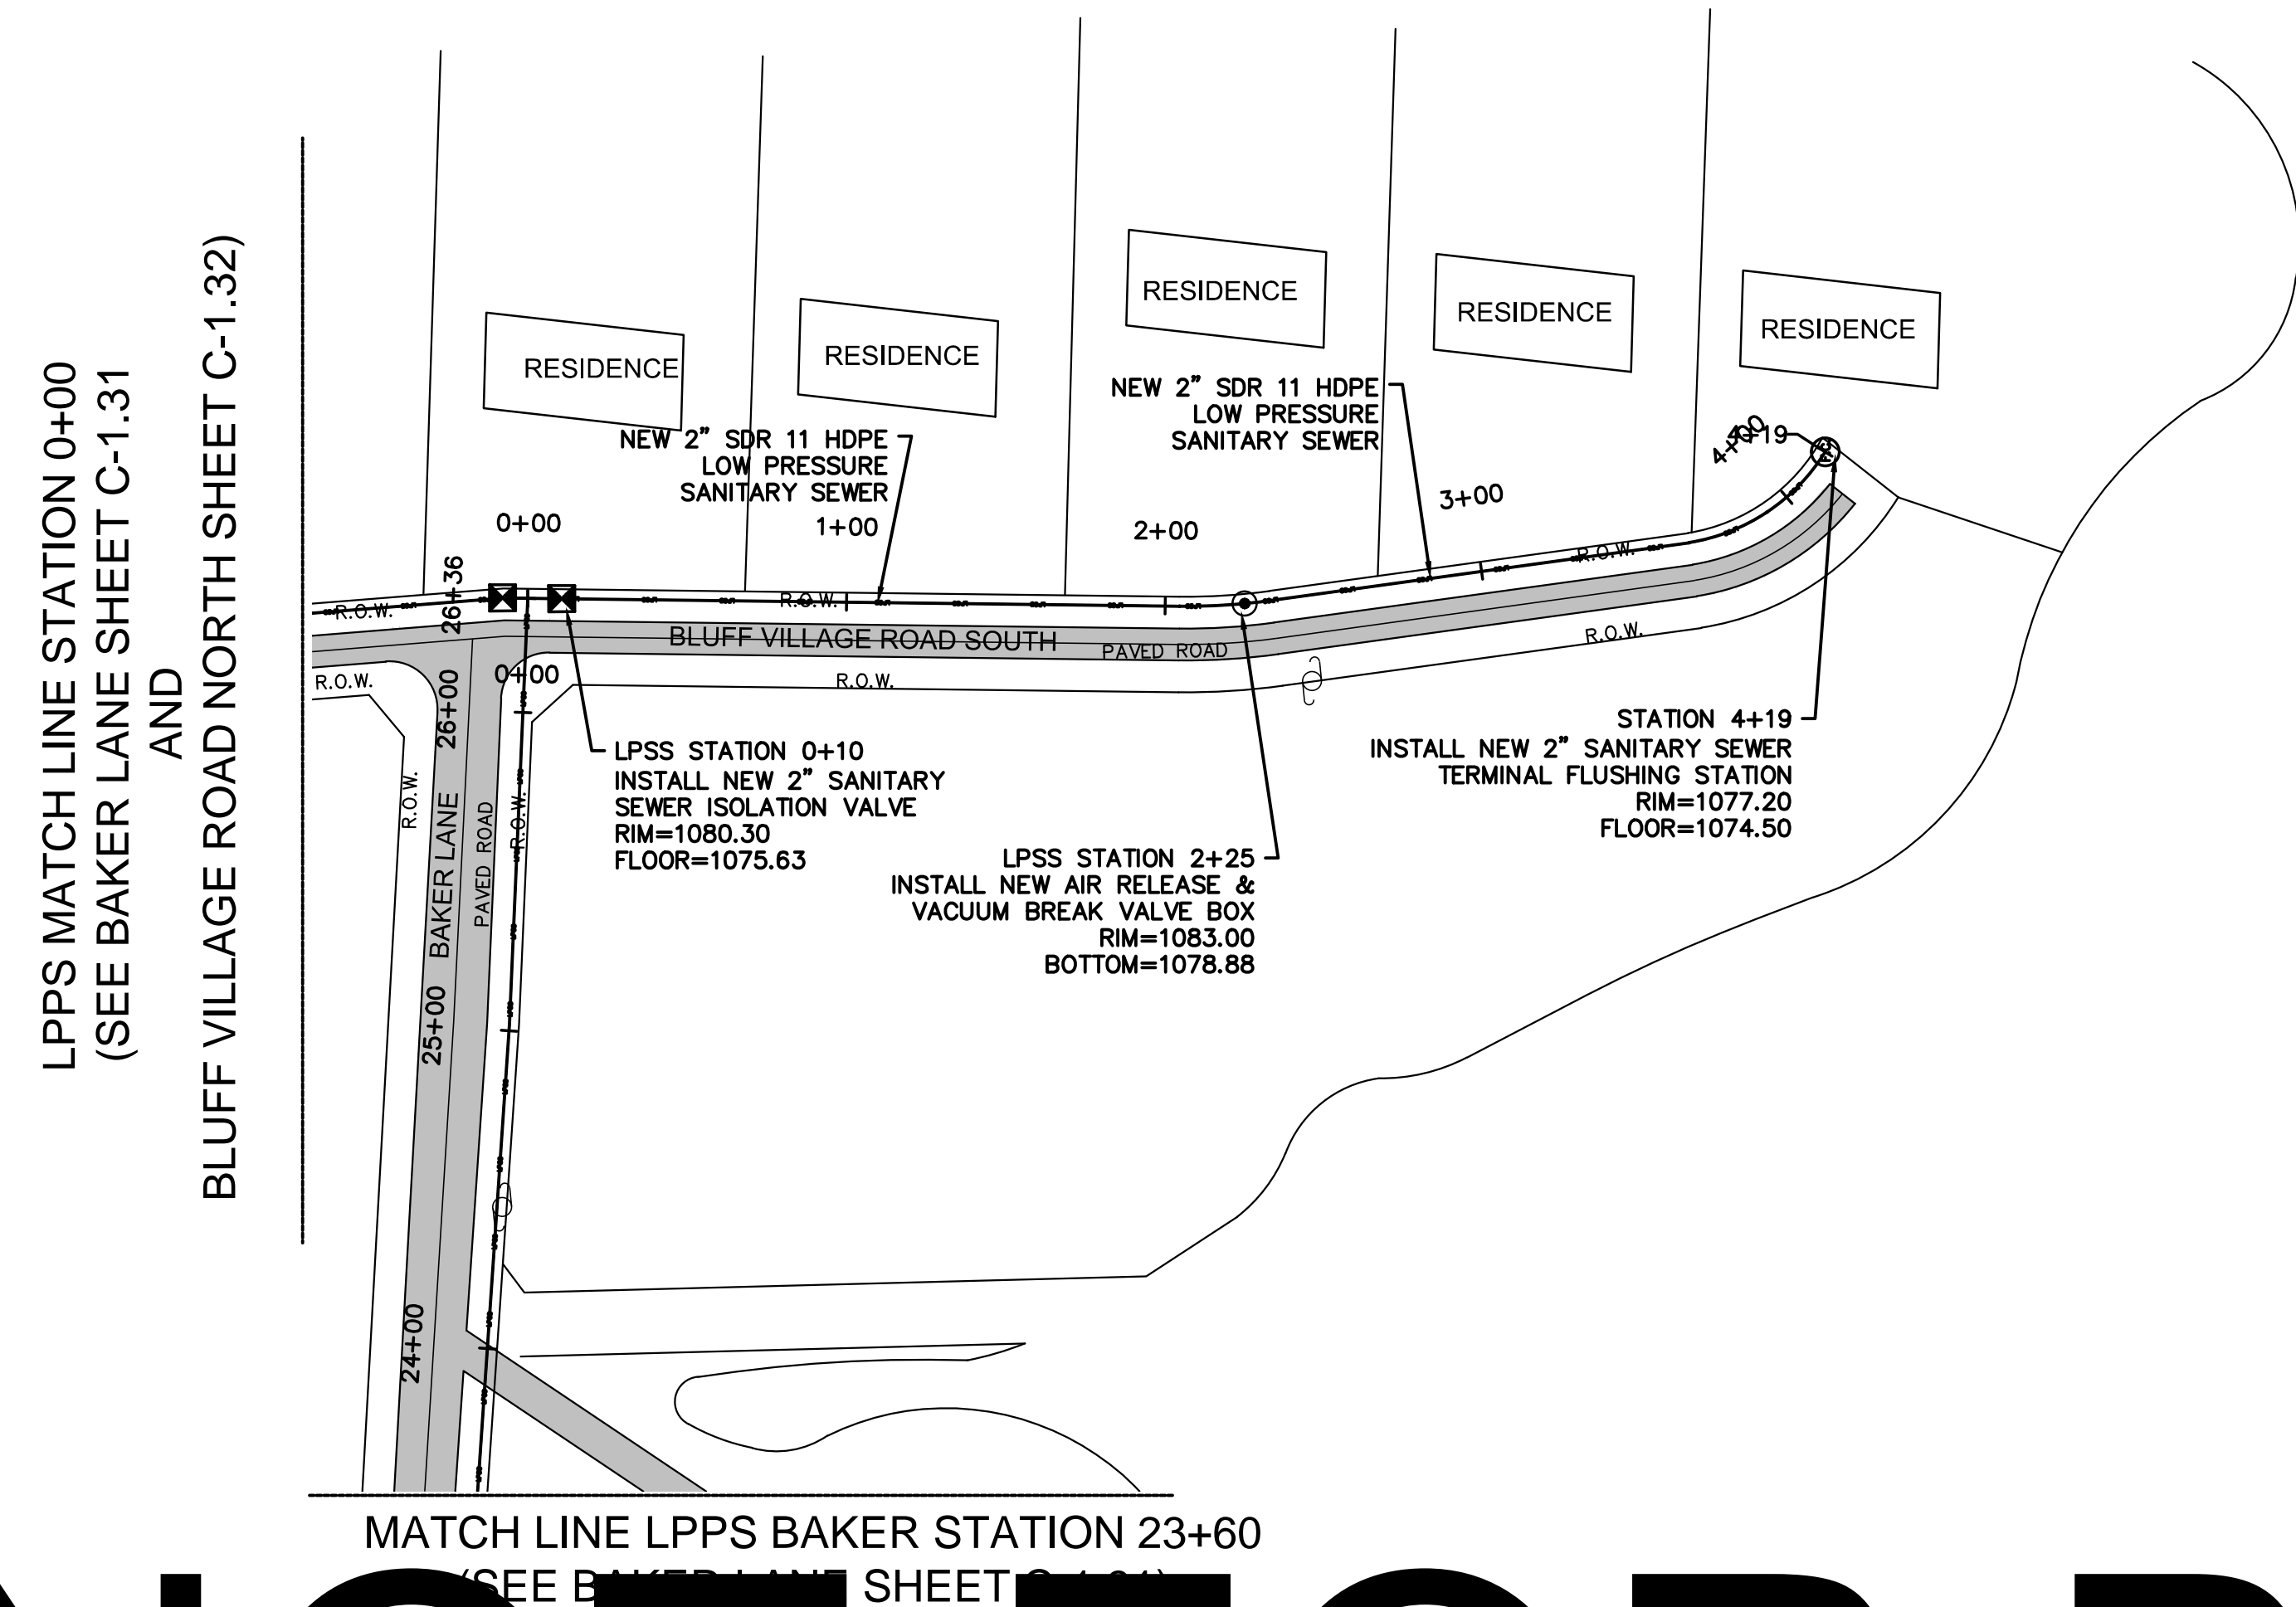 LPPS MATCH LINE STATION 0+00
(SEE BAKER LANE SHEET C-1.31
AND
BLUFF VILLAGE ROAD NORTH SHEET C-1.32)
RESIDENCE
RESIDENCE
RESIDENCE
RESIDENCE
RESIDENCE
NEW 2" SDR 11 HDPE
LOW PRESSURE
SANITARY SEWER
NEW 2" SDR 11 HDPE
LOW PRESSURE
SANITARY SEWER
0+00
1+00
2+00
3+00
4+00
4+19
26+36
R.O.W.
R.O.W.
R.O.W.
BLUFF VILLAGE ROAD SOUTH
PAVED ROAD
R.O.W.
R.O.W.
R.O.W.
0+00
26+00
R.O.W.
R.O.W.
BAKER LANE
PAVED ROAD
25+00
24+00
LPSS STATION 0+10
INSTALL NEW 2" SANITARY
SEWER ISOLATION VALVE
RIM=1080.30
FLOOR=1075.63
LPSS STATION 2+25
INSTALL NEW AIR RELEASE &
VACUUM BREAK VALVE BOX
RIM=1083.00
BOTTOM=1078.88
STATION 4+19
INSTALL NEW 2" SANITARY SEWER
TERMINAL FLUSHING STATION
RIM=1077.20
FLOOR=1074.50
MATCH LINE LPPS BAKER STATION 23+60
(SEE BAKER LANE SHEET